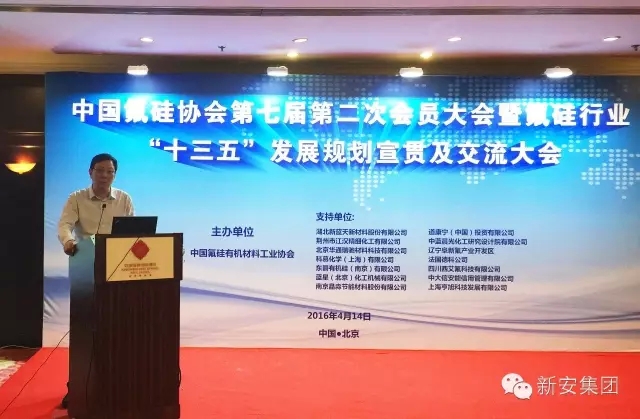 中国氟硅协会第七届第二次会员大会暨氟硅行业
“十三五”发展规划宣贯及交流大会
主办单位
中国氟硅有机材料工业协会
支持单位:
湖北新蓝天新材料股份有限公司
荆州市江汉精细化工有限公司
北京华通瑞驰材料科技有限公司
科慕化学（上海）有限公司
东爵有机硅（南京）有限公司
蓝星（北京）化工机械有限公司
南京晶淼节能材料股份有限公司
道康宁（中国）投资有限公司
中蓝晨光化工研究设计院有限公司
辽宁阜新氟产业开发区
法国德科公司
四川西艾氟科技有限公司
中大信安能信用管理有限公司
上海亨旭科技发展有限公司
2016年4月14日
中国●北京
新安集团